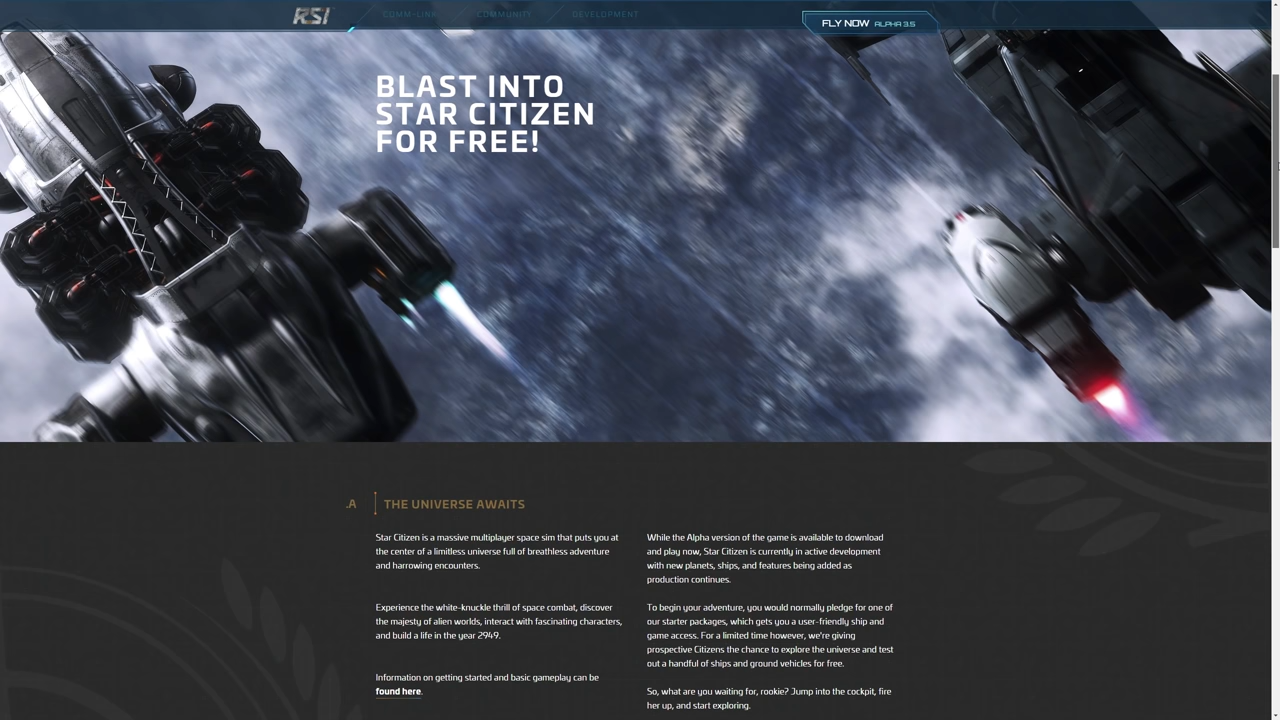 RSI
COMM-LINK
COMMUNITY
DEVELOPMENT
FLY NOW ALPHA 3.5
BLAST INTO
STAR CITIZEN
FOR FREE!
.A
THE UNIVERSE AWAITS
Star Citizen is a massive multiplayer space sim that puts you at
the center of a limitless universe full of breathless adventure
and harrowing encounters.
Experience the white-knuckle thrill of space combat, discover
the majesty of alien worlds, interact with fascinating characters,
and build a life in the year 2949.
Information on getting started and basic gameplay can be
found here.
While the Alpha version of the game is available to download
and play now, Star Citizen is currently in active development
with new planets, ships, and features being added as
production continues.
To begin your adventure, you would normally pledge for one of
our starter packages, which gets you a user-friendly ship and
game access. For a limited time however, we're giving
prospective Citizens the chance to explore the universe and test
out a handful of ships and ground vehicles for free.
So, what are you waiting for, rookie? Jump into the cockpit, fire
her up, and start exploring.